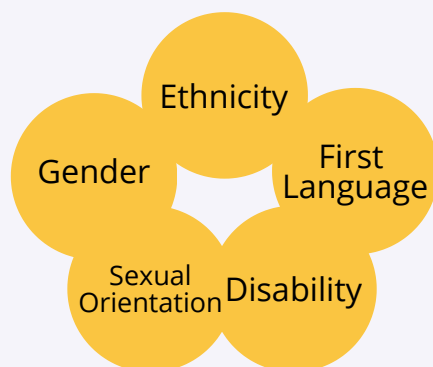 Ethnicity
Gender
First
Language
Sexual
Orientation
Disability